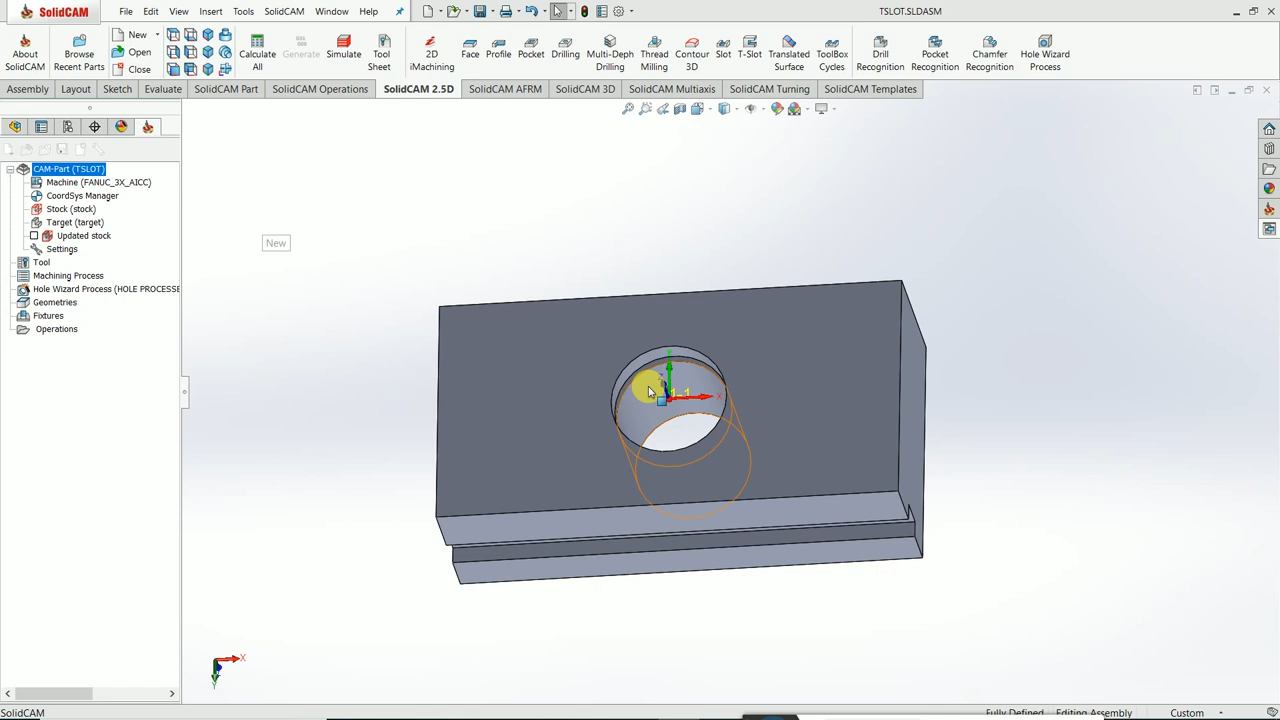 SolidCAM
File Edit View Insert Tools SolidCAM Window Help
TSLOT.SLDASM
About SolidCAM
Browse Recent Parts
New
Open
Close
Calculate All
Generate
Simulate
Tool Sheet
2D iMachining
Face
Profile
Pocket
Drilling
Multi-Depth Drilling
Thread Milling
Contour 3D
Slot
T-Slot
Translated Surface
ToolBox Cycles
Drill Recognition
Pocket Recognition
Chamfer Recognition
Hole Wizard Process
Assembly Layout Sketch Evaluate SolidCAM Part SolidCAM Operations SolidCAM 2.5D SolidCAM AFRM SolidCAM 3D SolidCAM Multiaxis SolidCAM Turning SolidCAM Templates
CAM-Part (TSLOT)
Machine (FANUC_3X_AICC)
CoordSys Manager
Stock (stock)
Target (target)
Updated stock
Settings
Tool
Machining Process
Hole Wizard Process (HOLE PROCESSE
Geometries
Fixtures
Operations
New
X
X
Y
SolidCAM
Fully Defined Editing Assembly Custom